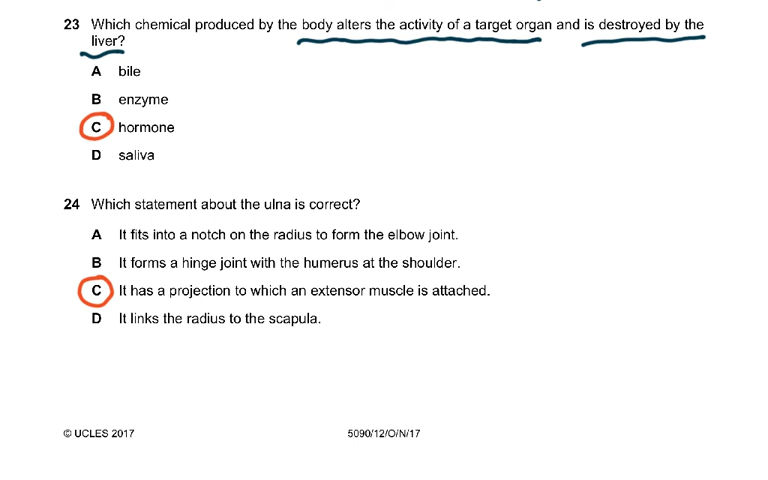 23 Which chemical produced by the body alters the activity of a target organ and is destroyed by the
liver?
A bile
B enzyme
C hormone
D saliva
24 Which statement about the ulna is correct?
A It fits into a notch on the radius to form the elbow joint.
B It forms a hinge joint with the humerus at the shoulder.
C It has a projection to which an extensor muscle is attached.
D It links the radius to the scapula.
© UCLES 2017 5090/12/O/N/17